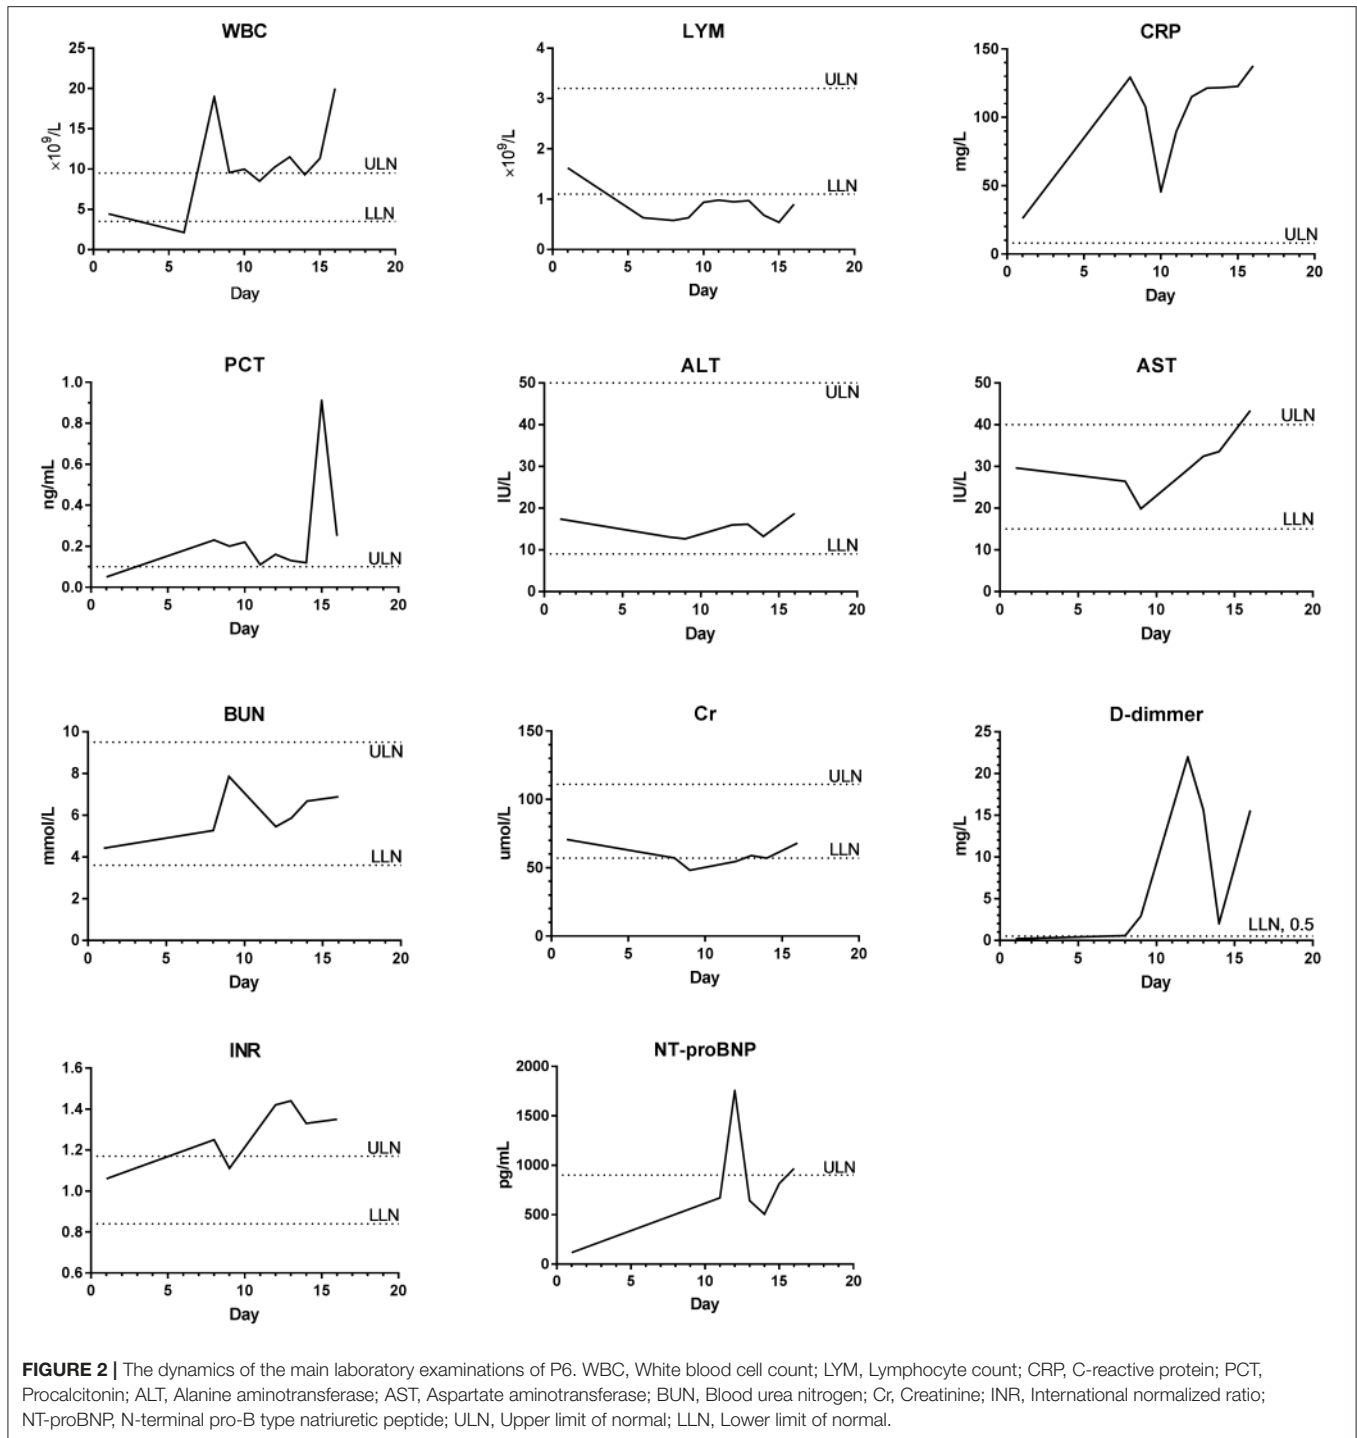 WBC
25
20
15
10
5
0
×10⁹/L
ULN
LLN
0 5 10 15 20
Day
LYM
4
3
2
1
0
×10⁹/L
ULN
LLN
0 5 10 15 20
Day
CRP
150
100
50
0
mg/L
ULN
0 5 10 15 20
Day
PCT
1.0
0.8
0.6
0.4
0.2
0.0
ng/mL
ULN
0 5 10 15 20
Day
ALT
50
40
30
20
10
0
IU/L
ULN
LLN
0 5 10 15 20
Day
AST
50
40
30
20
10
0
IU/L
ULN
LLN
0 5 10 15 20
Day
BUN
10
8
6
4
2
0
mmol/L
ULN
LLN
0 5 10 15 20
Day
Cr
150
100
50
0
umol/L
ULN
LLN
0 5 10 15 20
Day
D-dimmer
25
20
15
10
5
0
mg/L
LLN, 0.5
0 5 10 15 20
Day
INR
1.6
1.4
1.2
1.0
0.8
0.6
ULN
LLN
0 5 10 15 20
Day
NT-proBNP
2000
1500
1000
500
0
pg/mL
ULN
0 5 10 15 20
Day
FIGURE 2 | The dynamics of the main laboratory examinations of P6. WBC, White blood cell count; LYM, Lymphocyte count; CRP, C-reactive protein; PCT,
Procalcitonin; ALT, Alanine aminotransferase; AST, Aspartate aminotransferase; BUN, Blood urea nitrogen; Cr, Creatinine; INR, International normalized ratio;
NT-proBNP, N-terminal pro-B type natriuretic peptide; ULN, Upper limit of normal; LLN, Lower limit of normal.